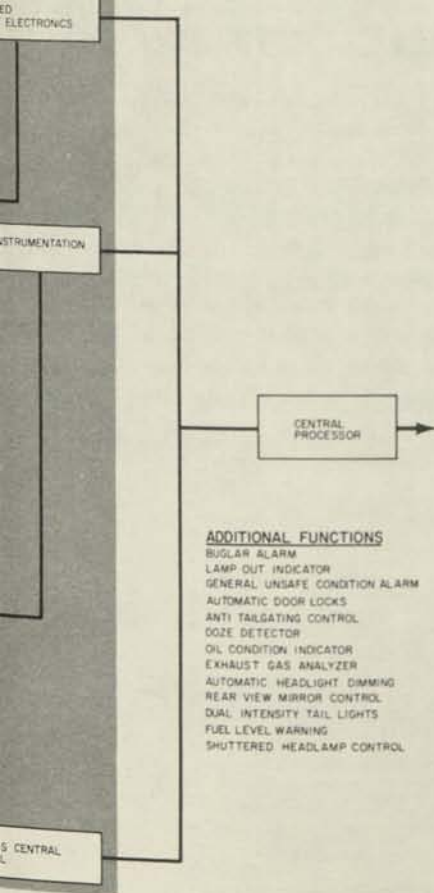 ED
ELECTRONICS
NSTRUMENTATION
CENTRAL
PROCESSOR
ADDITIONAL FUNCTIONS
BUGLAR ALARM
LAMP OUT INDICATOR
GENERAL UNSAFE CONDITION ALARM
AUTOMATIC DOOR LOCKS
ANTI TAILGATING CONTROL
DOZE DETECTOR
OIL CONDITION INDICATOR
EXHAUST GAS ANALYZER
AUTOMATIC HEADLIGHT DIMMING
REAR VIEW MIRROR CONTROL
DUAL INTENSITY TAIL LIGHTS
FUEL LEVEL WARNING
SHUTTERED HEADLAMP CONTROL
S CENTRAL
L